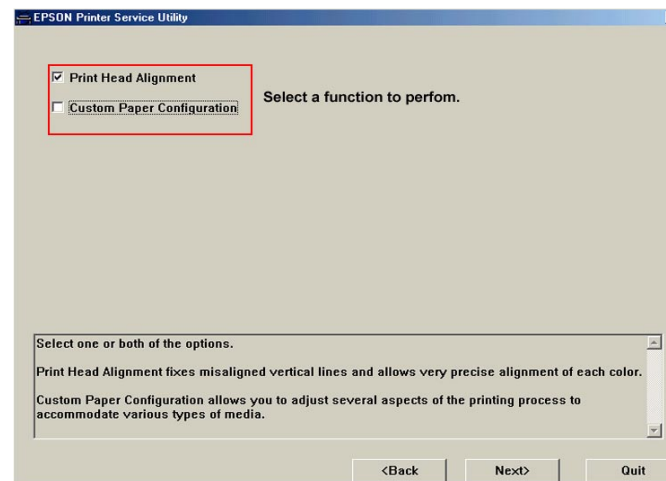 EPSON Printer Service Utility
Print Head Alignment
Custom Paper Configuration
Select a function to perfom.
Select one or both of the options.
Print Head Alignment fixes misaligned vertical lines and allows very precise alignment of each color.
Custom Paper Configuration allows you to adjust several aspects of the printing process to
accommodate various types of media.
<Back
Next>
Quit